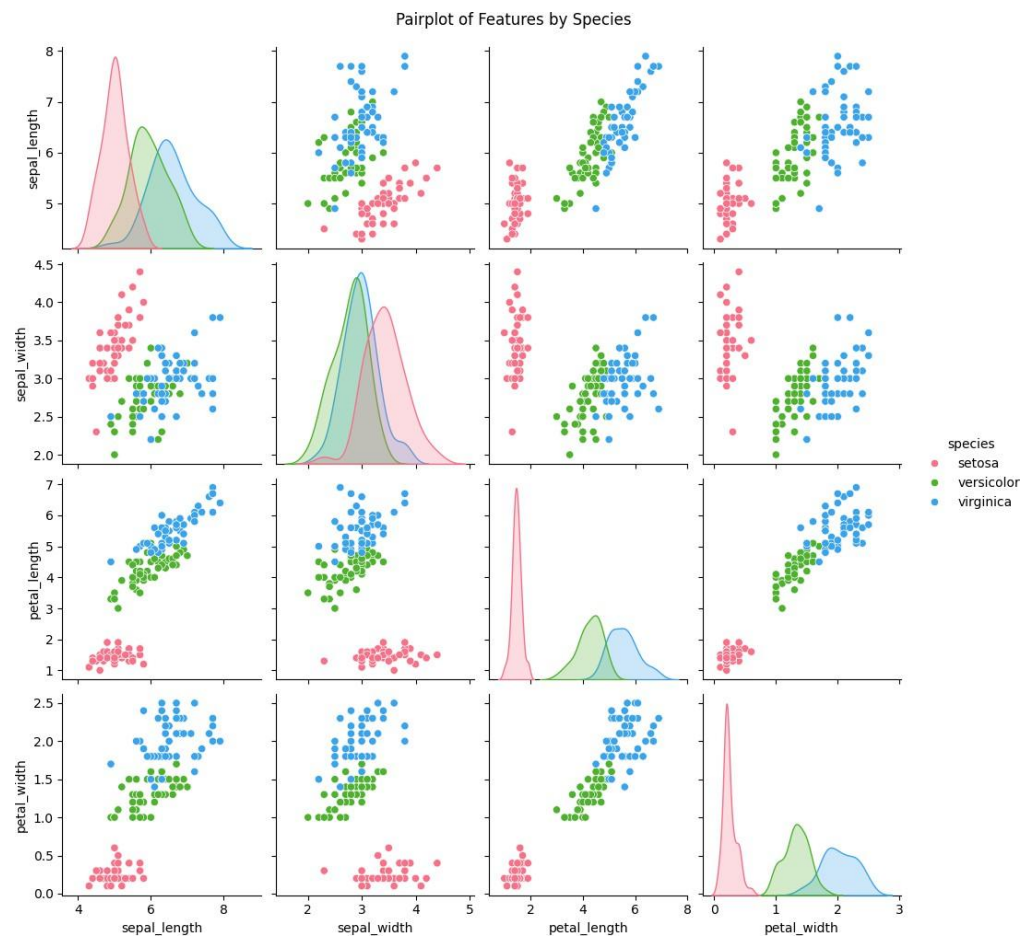 Pairplot of Features by Species
8
7
6
5
sepal_length
4.5
4.0
3.5
3.0
2.5
2.0
sepal_width
7
6
5
4
3
2
1
petal_length
2.5
2.0
1.5
1.0
0.5
0.0
petal_width
4 6 8
sepal_length
2 3 4 5
sepal_width
2 4 6 8
petal_length
0 1 2 3
petal_width
species
setosa
versicolor
virginica